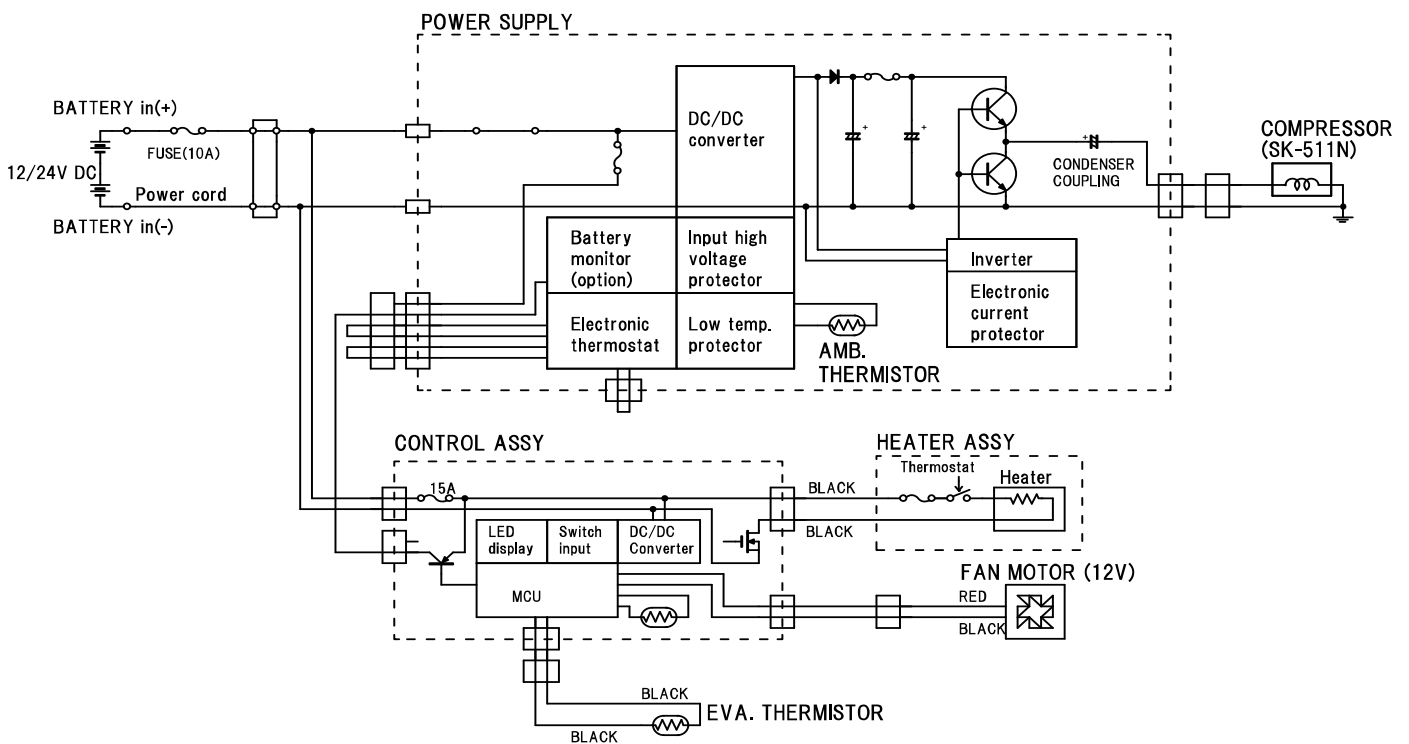 POWER SUPPLY
BATTERY in(+)
FUSE(10A)
12/24V DC
Power cord
BATTERY in(-)
DC/DC
converter
+
+
+
CONDENSER
COUPLING
COMPRESSOR
(SK-511N)
Battery
monitor
(option)
Input high
voltage
protector
Inverter
Electronic
current
protector
Electronic
thermostat
Low temp.
protector
AMB.
THERMISTOR
CONTROL ASSY
15A
LED
display
Switch
input
DC/DC
Converter
MCU
BLACK
BLACK
HEATER ASSY
Thermostat
Heater
FAN MOTOR (12V)
RED
BLACK
BLACK
EVA. THERMISTOR
BLACK